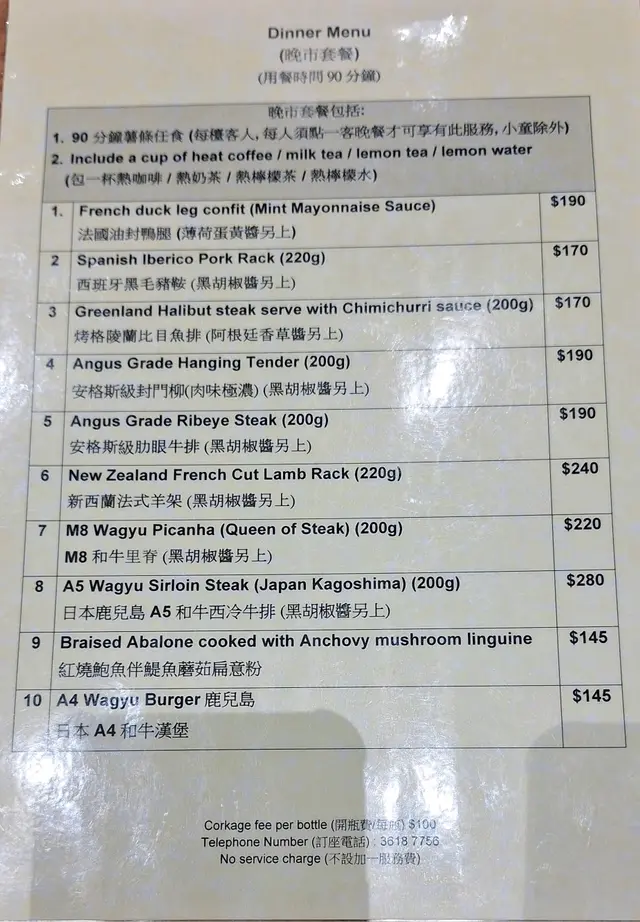 Dinner Menu
(晚市套餐)
(用餐時間 90 分鐘)
晚市套餐包括:
1. 90 分鐘薯條任食 (每檯客人, 每人須點一客晚餐才可享有此服務, 小童除外)
2. Include a cup of heat coffee / milk tea / lemon tea / lemon water
(包一杯熱咖啡 / 熱奶茶 / 熱檸檬茶 / 熱檸檬水)
1. French duck leg confit (Mint Mayonnaise Sauce) $190
法國油封鴨腿 (薄荷蛋黃醬另上)
2 Spanish Iberico Pork Rack (220g) $170
西班牙黑毛豬鞍 (黑胡椒醬另上)
3 Greenland Halibut steak serve with Chimichurri sauce (200g) $170
烤格陵蘭比目魚排 (阿根廷香草醬另上)
4 Angus Grade Hanging Tender (200g) $190
安格斯級封門柳(肉味極濃) (黑胡椒醬另上)
5 Angus Grade Ribeye Steak (200g) $190
安格斯級肋眼牛排 (黑胡椒醬另上)
6 New Zealand French Cut Lamb Rack (220g) $240
新西蘭法式羊架 (黑胡椒醬另上)
7 M8 Wagyu Picanha (Queen of Steak) (200g) $220
M8 和牛里脊 (黑胡椒醬另上)
8 A5 Wagyu Sirloin Steak (Japan Kagoshima) (200g) $280
日本鹿兒島 A5 和牛西冷牛排 (黑胡椒醬另上)
9 Braised Abalone cooked with Anchovy mushroom linguine $145
紅燒鮑魚伴鯷魚蘑菇扁意粉
10 A4 Wagyu Burger 鹿兒島 $145
日本 A4 和牛漢堡
Corkage fee per bottle (開瓶費/每瓶) $100
Telephone Number (訂座電話) : 3618 7756
No service charge (不設加一服務費)